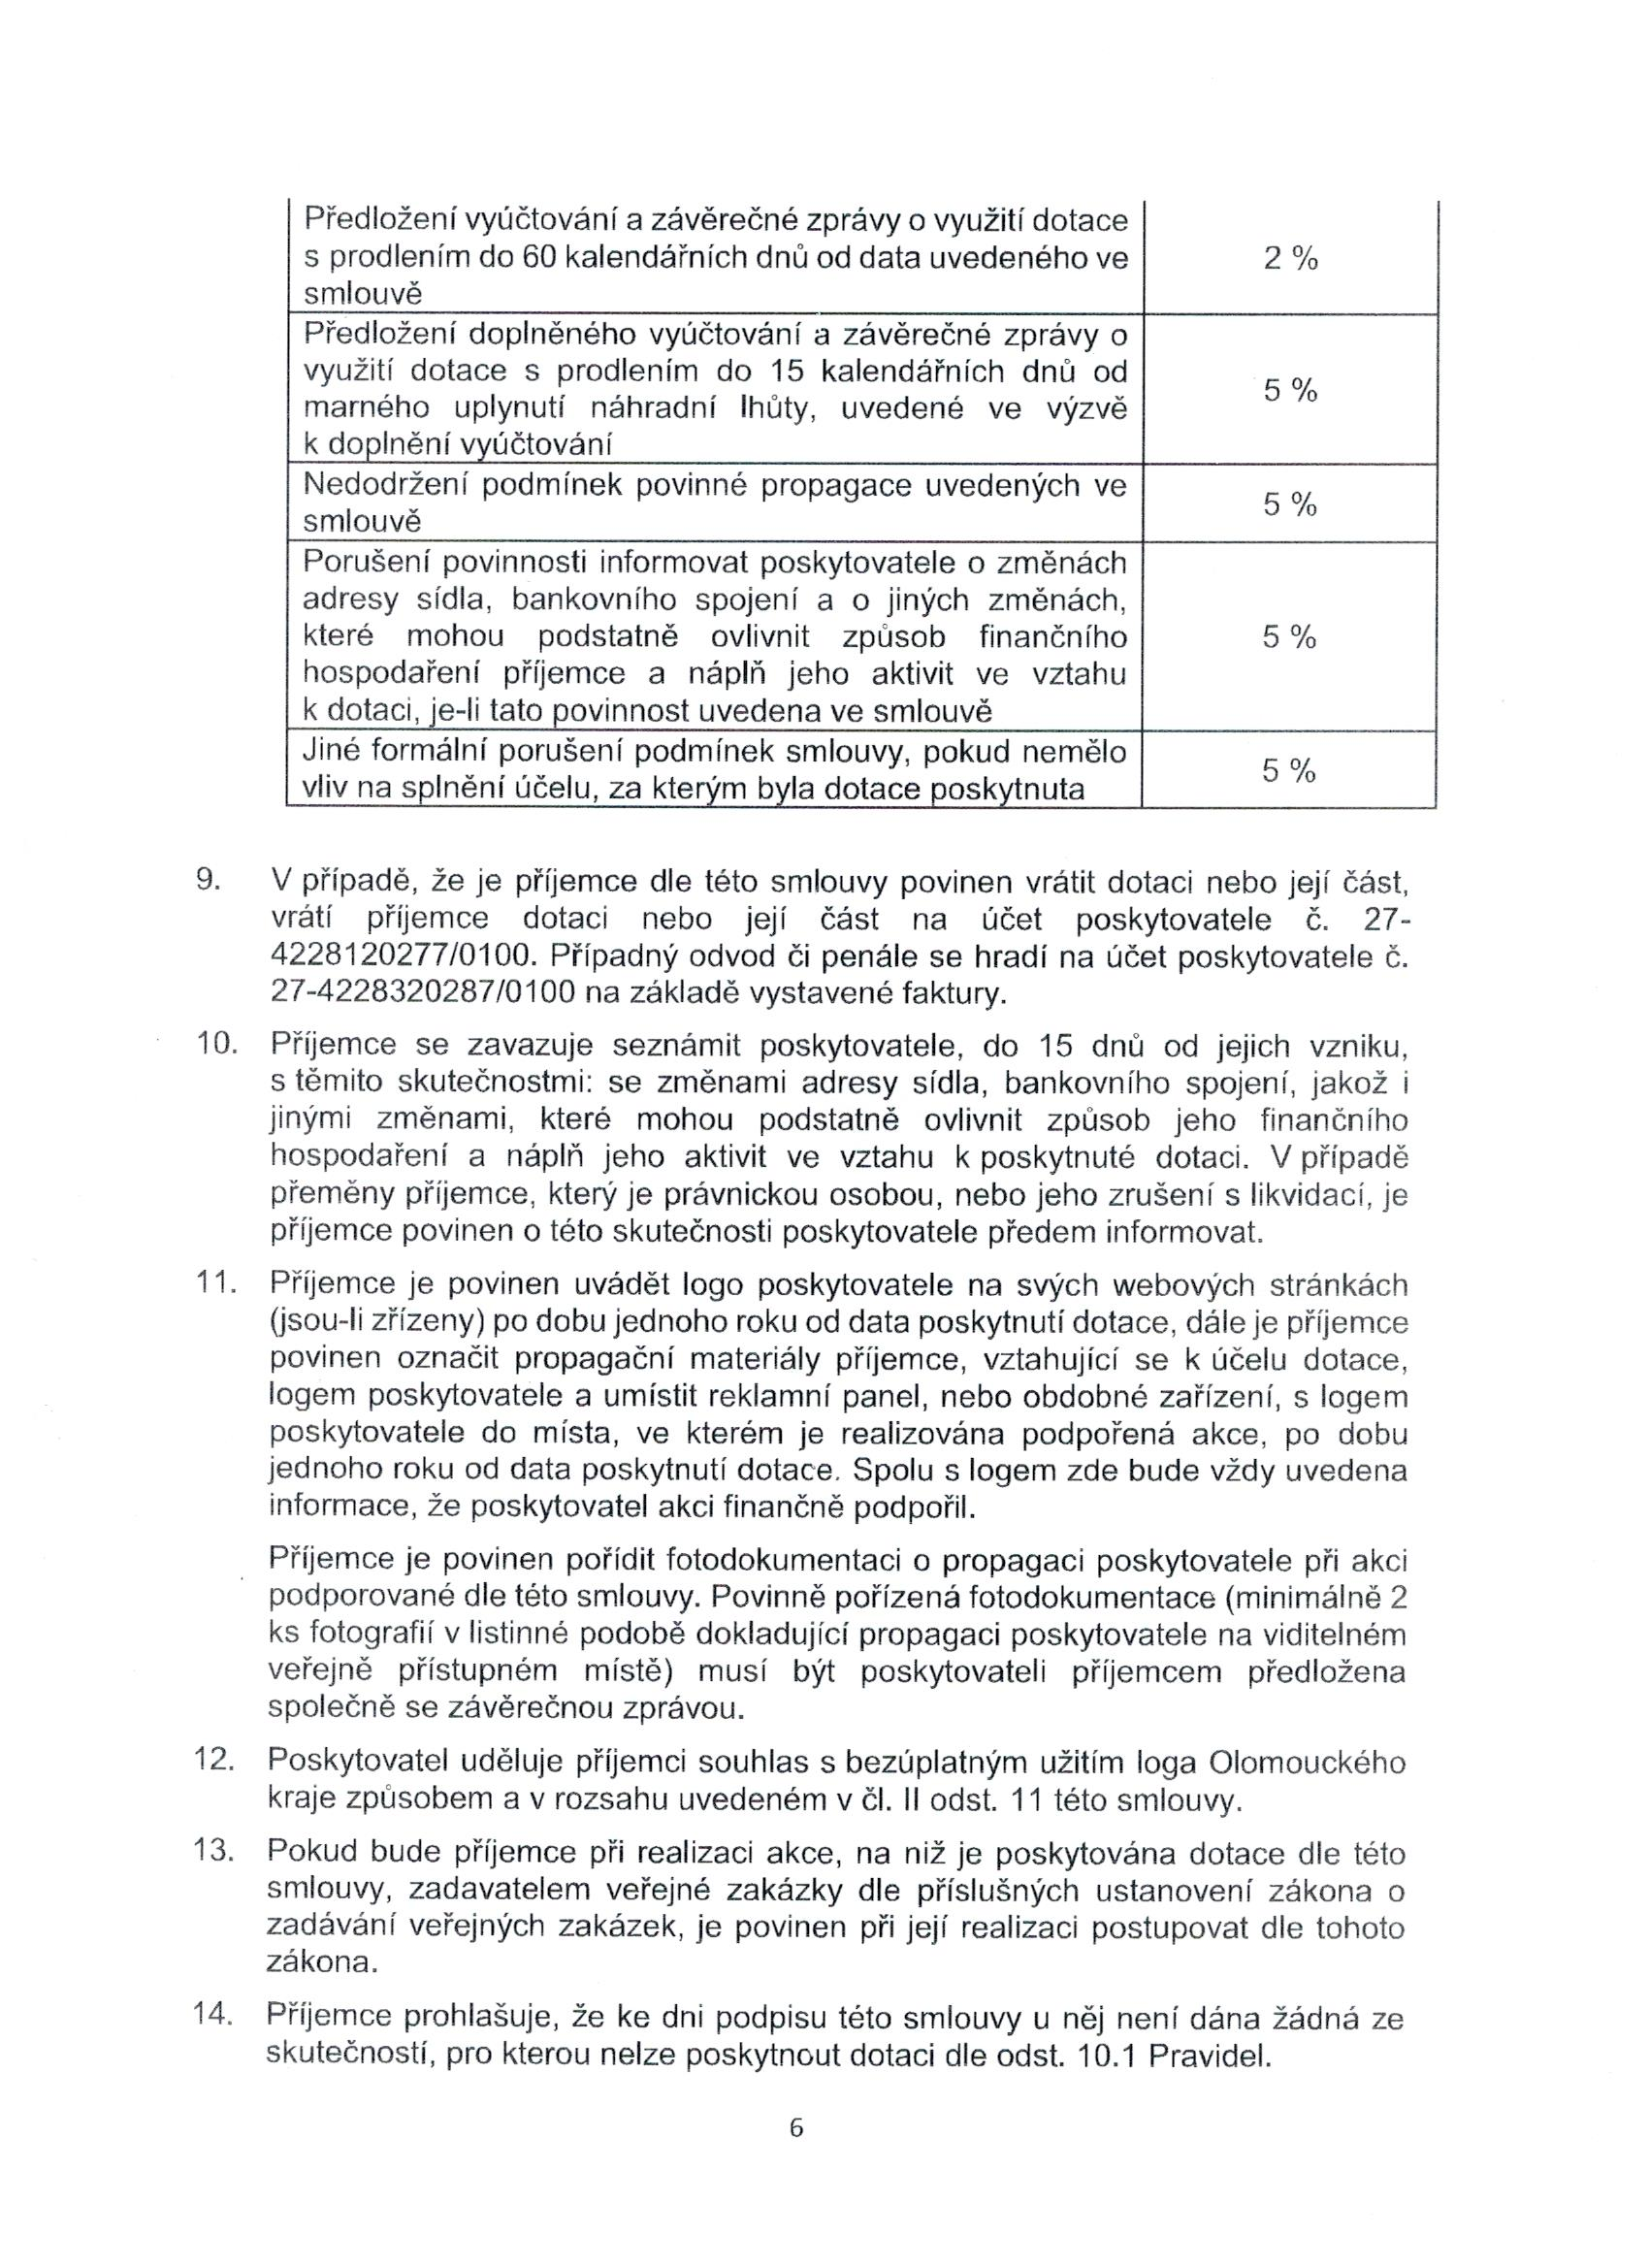 Předložení vyúčtování a závěrečné zprávy o využití dotace
s prodlením do 60 kalendářních dnů od data uvedeného ve
smlouvě
2 %
Předložení doplněného vyúčtování a závěrečné zprávy o
využití dotace s prodlením do 15 kalendářních dnů od
marného uplynutí náhradní lhůty, uvedené ve výzvě
k doplnění vyúčtování
5 %
Nedodržení podmínek povinné propagace uvedených ve
smlouvě
5 %
Porušení povinnosti informovat poskytovatele o změnách
adresy sídla, bankovního spojení a o jiných změnách,
které mohou podstatně ovlivnit způsob finančního
hospodaření příjemce a náplň jeho aktivit ve vztahu
k dotaci, je-li tato povinnost uvedena ve smlouvě
5 %
Jiné formální porušení podmínek smlouvy, pokud nemělo
vliv na splnění účelu, za kterým byla dotace poskytnuta
5 %
9. V případě, že je příjemce dle této smlouvy povinen vrátit dotaci nebo její část,
vrátí příjemce dotaci nebo její část na účet poskytovatele č. 27-
4228120277/0100. Případný odvod či penále se hradí na účet poskytovatele č.
27-4228320287/0100 na základě vystavené faktury.
10. Příjemce se zavazuje seznámit poskytovatele, do 15 dnů od jejich vzniku,
s těmito skutečnostmi: se změnami adresy sídla, bankovního spojení, jakož i
jinými změnami, které mohou podstatně ovlivnit způsob jeho finančního
hospodaření a náplň jeho aktivit ve vztahu k poskytnuté dotaci. V případě
přeměny příjemce, který je právnickou osobou, nebo jeho zrušení s likvidací, je
příjemce povinen o této skutečnosti poskytovatele předem informovat.
11. Příjemce je povinen uvádět logo poskytovatele na svých webových stránkách
(jsou-li zřízeny) po dobu jednoho roku od data poskytnutí dotace, dále je příjemce
povinen označit propagační materiály příjemce, vztahující se k účelu dotace,
logem poskytovatele a umístit reklamní panel, nebo obdobné zařízení, s logem
poskytovatele do místa, ve kterém je realizována podpořená akce, po dobu
jednoho roku od data poskytnutí dotace. Spolu s logem zde bude vždy uvedena
informace, že poskytovatel akci finančně podpořil.
Příjemce je povinen pořídit fotodokumentaci o propagaci poskytovatele při akci
podporované dle této smlouvy. Povinně pořízená fotodokumentace (minimálně 2
ks fotografií v listinné podobě dokladující propagaci poskytovatele na viditelném
veřejně přístupném místě) musí být poskytovateli příjemcem předložena
společně se závěrečnou zprávou.
12. Poskytovatel uděluje příjemci souhlas s bezúplatným užitím loga Olomouckého
kraje způsobem a v rozsahu uvedeném v čl. II odst. 11 této smlouvy.
13. Pokud bude příjemce při realizaci akce, na niž je poskytována dotace dle této
smlouvy, zadavatelem veřejné zakázky dle příslušných ustanovení zákona o
zadávání veřejných zakázek, je povinen při její realizaci postupovat dle tohoto
zákona.
14. Příjemce prohlašuje, že ke dni podpisu této smlouvy u něj není dána žádná ze
skutečností, pro kterou nelze poskytnout dotaci dle odst. 10.1 Pravidel.
6